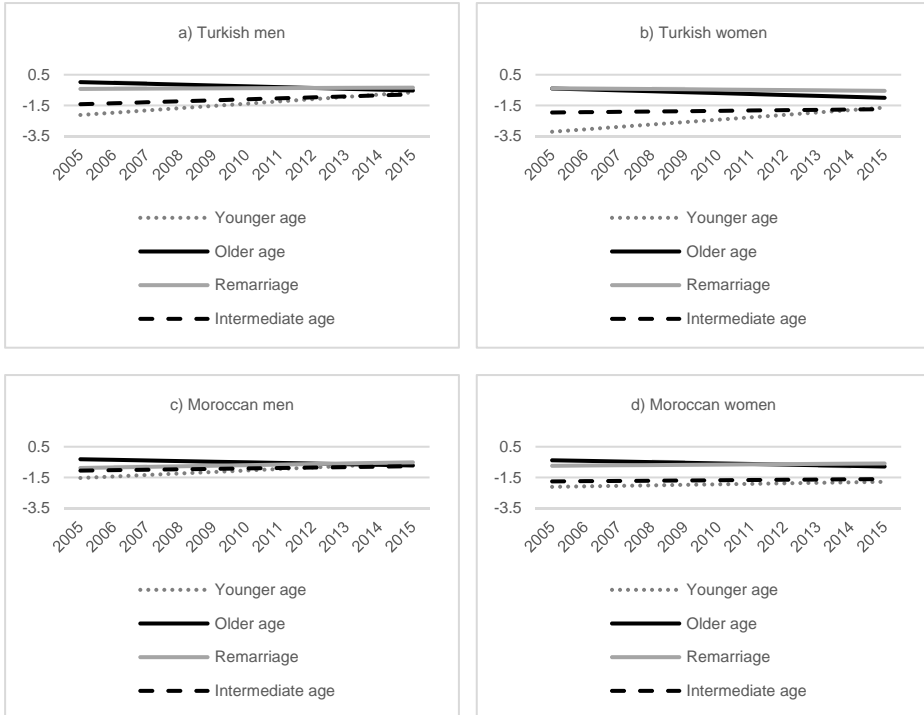 a) Turkish men
0.5
-1.5
-3.5
2005 2006 2007 2008 2009 2010 2011 2012 2013 2014 2015
Younger age
Older age
Remarriage
Intermediate age
b) Turkish women
0.5
-1.5
-3.5
2005 2006 2007 2008 2009 2010 2011 2012 2013 2014 2015
Younger age
Older age
Remarriage
Intermediate age
c) Moroccan men
0.5
-1.5
-3.5
2005 2006 2007 2008 2009 2010 2011 2012 2013 2014 2015
Younger age
Older age
Remarriage
Intermediate age
d) Moroccan women
0.5
-1.5
-3.5
2005 2006 2007 2008 2009 2010 2011 2012 2013 2014 2015
Younger age
Older age
Remarriage
Intermediate age